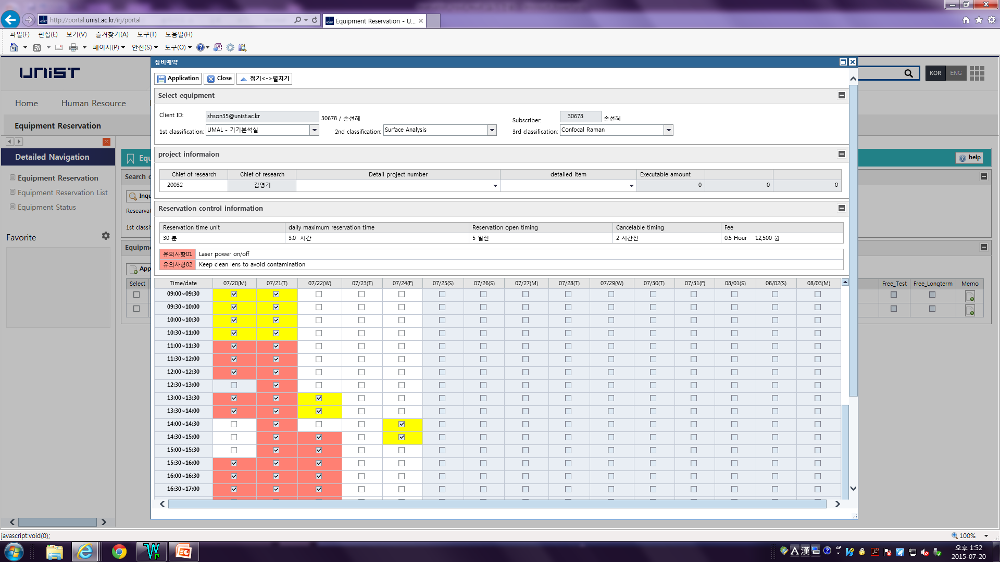 http://portal.unist.ac.kr/irj/portal
Equipment Reservation - U...
파일(F) 편집(E) 보기(V) 즐겨찾기(A) 도구(T) 도움말(H)
페이지(P) 안전(S) 도구(O)
장비예약
UNIST
KOR ENG
Application Close 접기<->펼치기
Home Human Resource
Equipment Reservation
Detailed Navigation
Equipment Reservation
Equipment Reservation List
Equipment Status
Favorite
help
Select equipment
Client ID: shson35@unist.ac.kr 30678 / 손선혜 Subscriber: 30678 손선혜
1st classification: UMAL - 기기분석실 2nd classification: Surface Analysis 3rd classification: Confocal Raman
project informaion
Chief of research Chief of research Detail project number detailed item Executable amount
20032 김영기 0 0 0
Reservation control information
Reservation time unit daily maximum reservation time Reservation open timing Cancelable timing Fee
30 분 3.0 시간 5 일전 2 시간전 0.5 Hour 12,500 원
유의사항01 Laser power on/off
유의사항02 Keep clean lens to avoid contamination
Time/date 07/20(M) 07/21(T) 07/22(W) 07/23(T) 07/24(F) 07/25(S) 07/26(S) 07/27(M) 07/28(T) 07/29(W) 07/30(T) 07/31(F) 08/01(S) 08/02(S) 08/03(M)
09:00~09:30
09:30~10:00
10:00~10:30
10:30~11:00
11:00~11:30
11:30~12:00
12:00~12:30
12:30~13:00
13:00~13:30
13:30~14:00
14:00~14:30
14:30~15:00
15:00~15:30
15:30~16:00
16:00~16:30
16:30~17:00
Select
Free_Test Free_Longterm Memo
javascript:void(0);
100%
A 漢
오후 1:52
2015-07-20